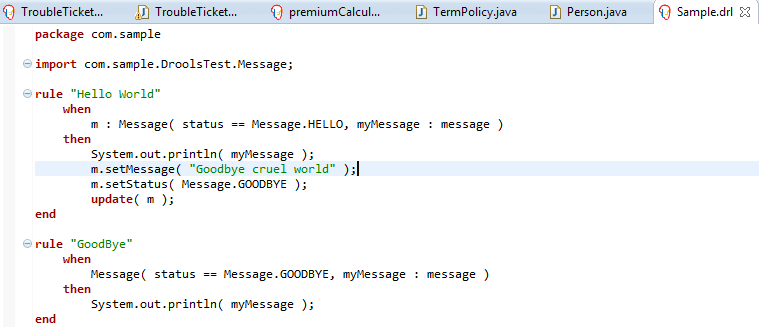 TroubleTicket... TroubleTicket... premiumCalcul... TermPolicy.java Person.java Sample.drl
package com.sample
import com.sample.DroolsTest.Message;
rule "Hello World"
when
m : Message( status == Message.HELLO, myMessage : message )
then
System.out.println( myMessage );
m.setMessage( "Goodbye cruel world" );
m.setStatus( Message.GOODBYE );
update( m );
end
rule "GoodBye"
when
Message( status == Message.GOODBYE, myMessage : message )
then
System.out.println( myMessage );
end